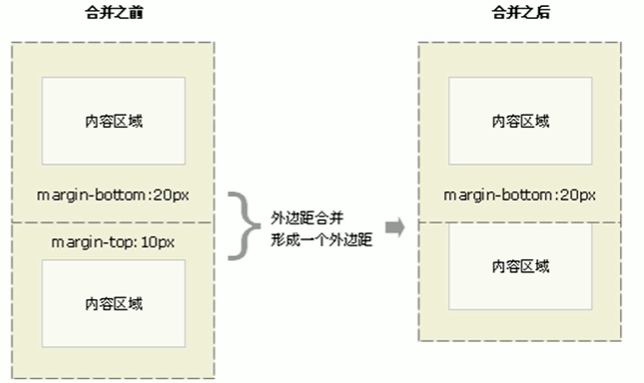 合并之前
合并之后
内容区域
内容区域
margin-bottom:20px
margin-bottom:20px
外边距合并
形成一个外边距
margin-top:10px
内容区域
内容区域